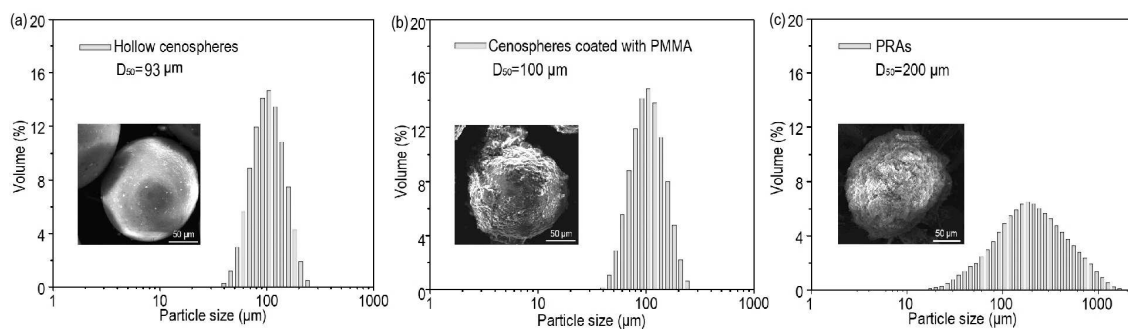 (a)
20
16
12
8
4
0
Volume (%)
Hollow cenospheres
D50=93 μm
50 μm
1 10 100 1000
Particle size (μm)
(b)
20
16
12
8
4
0
Volume (%)
Cenospheres coated with PMMA
D50=100 μm
50 μm
1 10 100 1000
Particle size (μm)
(c)
20
16
12
8
4
0
Volume (%)
PRAs
D50=200 μm
50 μm
1 10 100 1000
Particle size (μm)